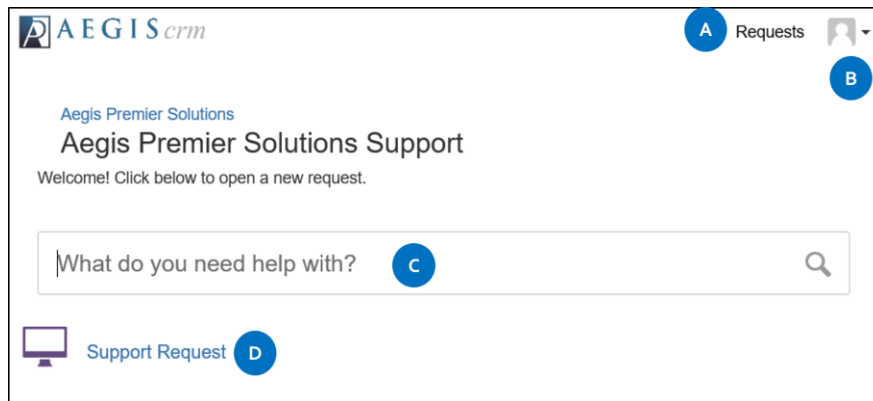 AEGIS crm
A Requests
B
Aegis Premier Solutions
Aegis Premier Solutions Support
Welcome! Click below to open a new request.
What do you need help with? C
Support Request D